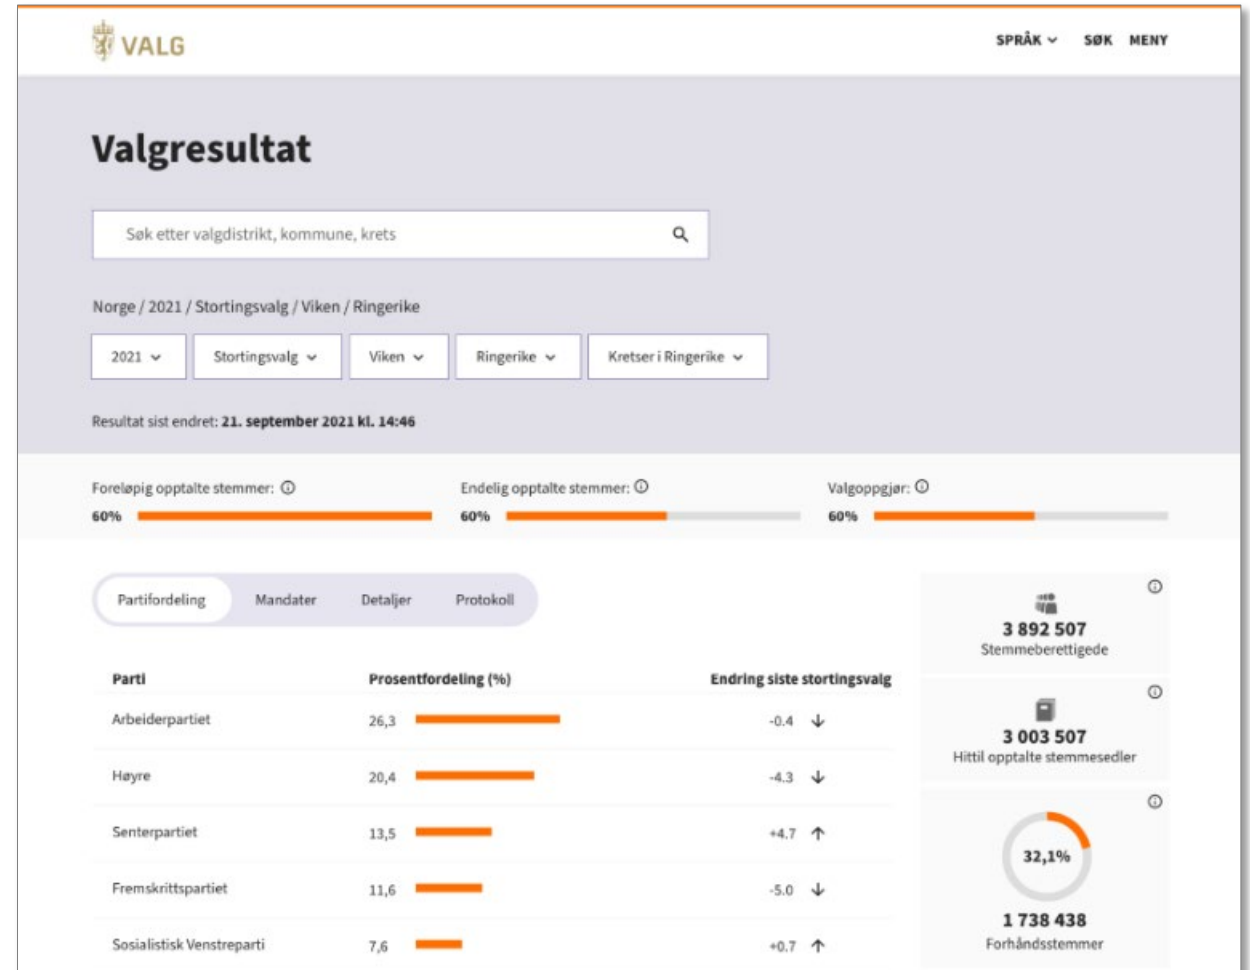 VALG
SPRÅK SØK MENY
Valgresultat
Søk etter valgdistrikt, kommune, krets
Norge / 2021 / Stortingsvalg / Viken / Ringerike
2021 Stortingsvalg Viken Ringerike Kretser i Ringerike
Resultat sist endret: 21. september 2021 kl. 14:46
Foreløpig opptalte stemmer: Endelig opptalte stemmer: Valgoppgjør:
60% 60% 60%
Partifordeling Mandater Detaljer Protokoll
Parti Prosentfordeling (%) Endring siste stortingsvalg
Arbeiderpartiet 26,3 -0.4
Høyre 20,4 -4.3
Senterpartiet 13,5 +4.7
Fremskrittspartiet 11,6 -5.0
Sosialistisk Venstreparti 7,6 +0.7
3 892 507
Stemmeberettigede
3 003 507
Hittil opptalte stemmesedler
32,1%
1 738 438
Forhåndsstemmer